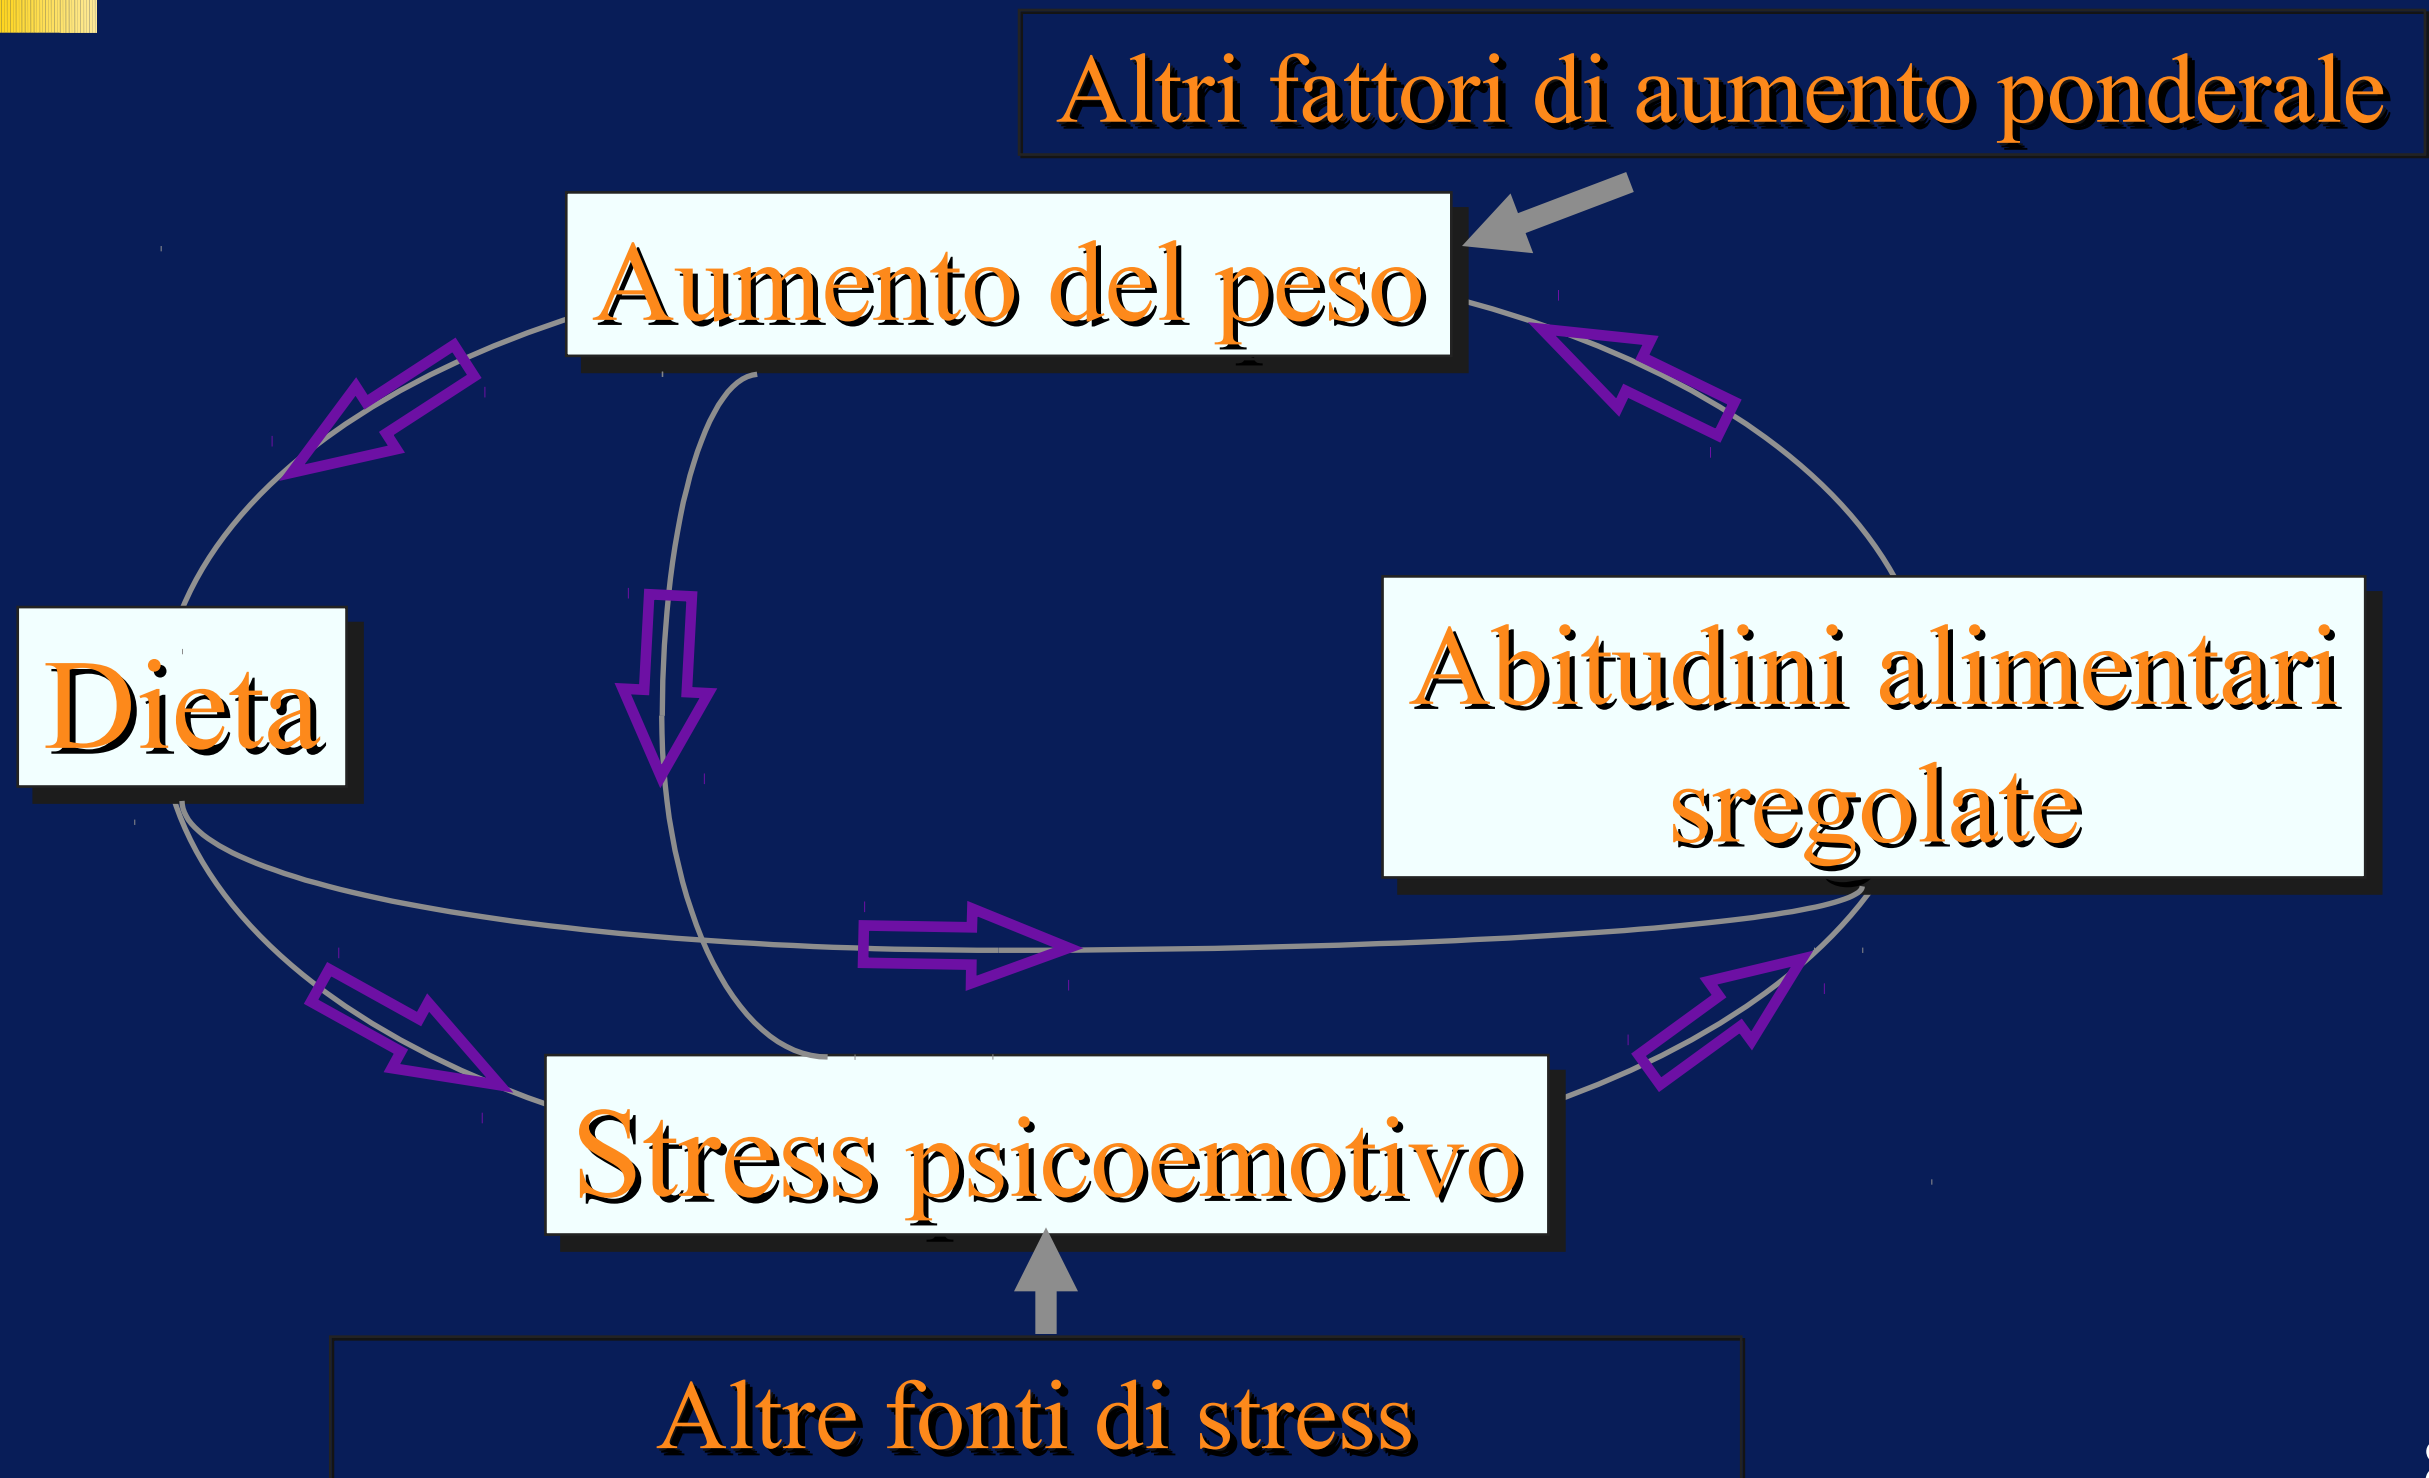 Altri fattori di aumento ponderale
Aumento del peso
Dieta
Abitudini alimentari
sregolate
Stress psicoemotivo
Altre fonti di stress